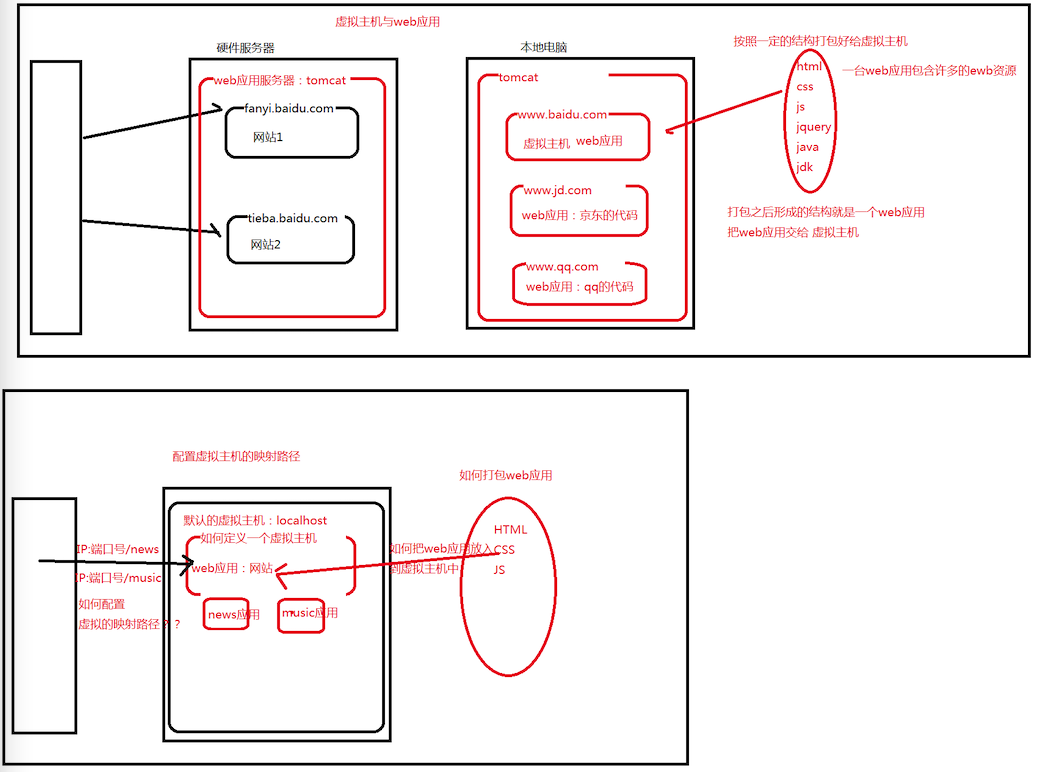 虚拟主机与web应用
硬件服务器
web应用服务器：tomcat
fanyi.baidu.com
网站1
tieba.baidu.com
网站2
本地电脑
tomcat
www.baidu.com
虚拟主机 web应用
www.jd.com
web应用：京东的代码
www.qq.com
web应用：qq的代码
按照一定的结构打包好给虚拟主机
html
一台web应用包含许多的ewb资源
css
js
jquery
java
jdk
打包之后形成的结构就是一个web应用
把web应用交给 虚拟主机
配置虚拟主机的映射路径
IP:端口号/news
IP:端口号/music
如何配置
虚拟的映射路径？？
默认的虚拟主机：localhost
如何定义一个虚拟主机
web应用：网站
news应用
music应用
如何把web应用放入
到虚拟主机中
如何打包web应用
HTML
CSS
JS